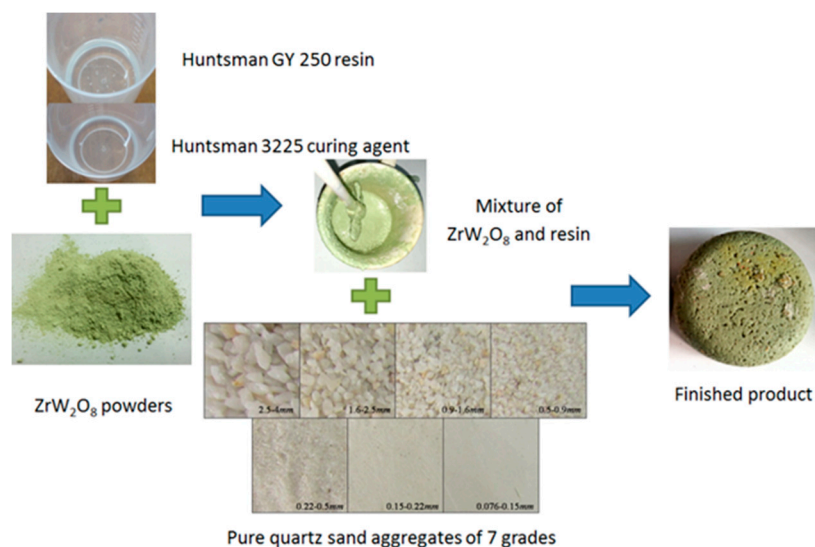 Huntsman GY 250 resin
Huntsman 3225 curing agent
Mixture of
ZrW₂O₈ and resin
ZrW₂O₈ powders
2.5-4mm
1.6-2.5mm
0.9-1.6mm
0.5-0.9mm
Finished product
0.22-0.5mm
0.15-0.22mm
0.076-0.15mm
Pure quartz sand aggregates of 7 grades